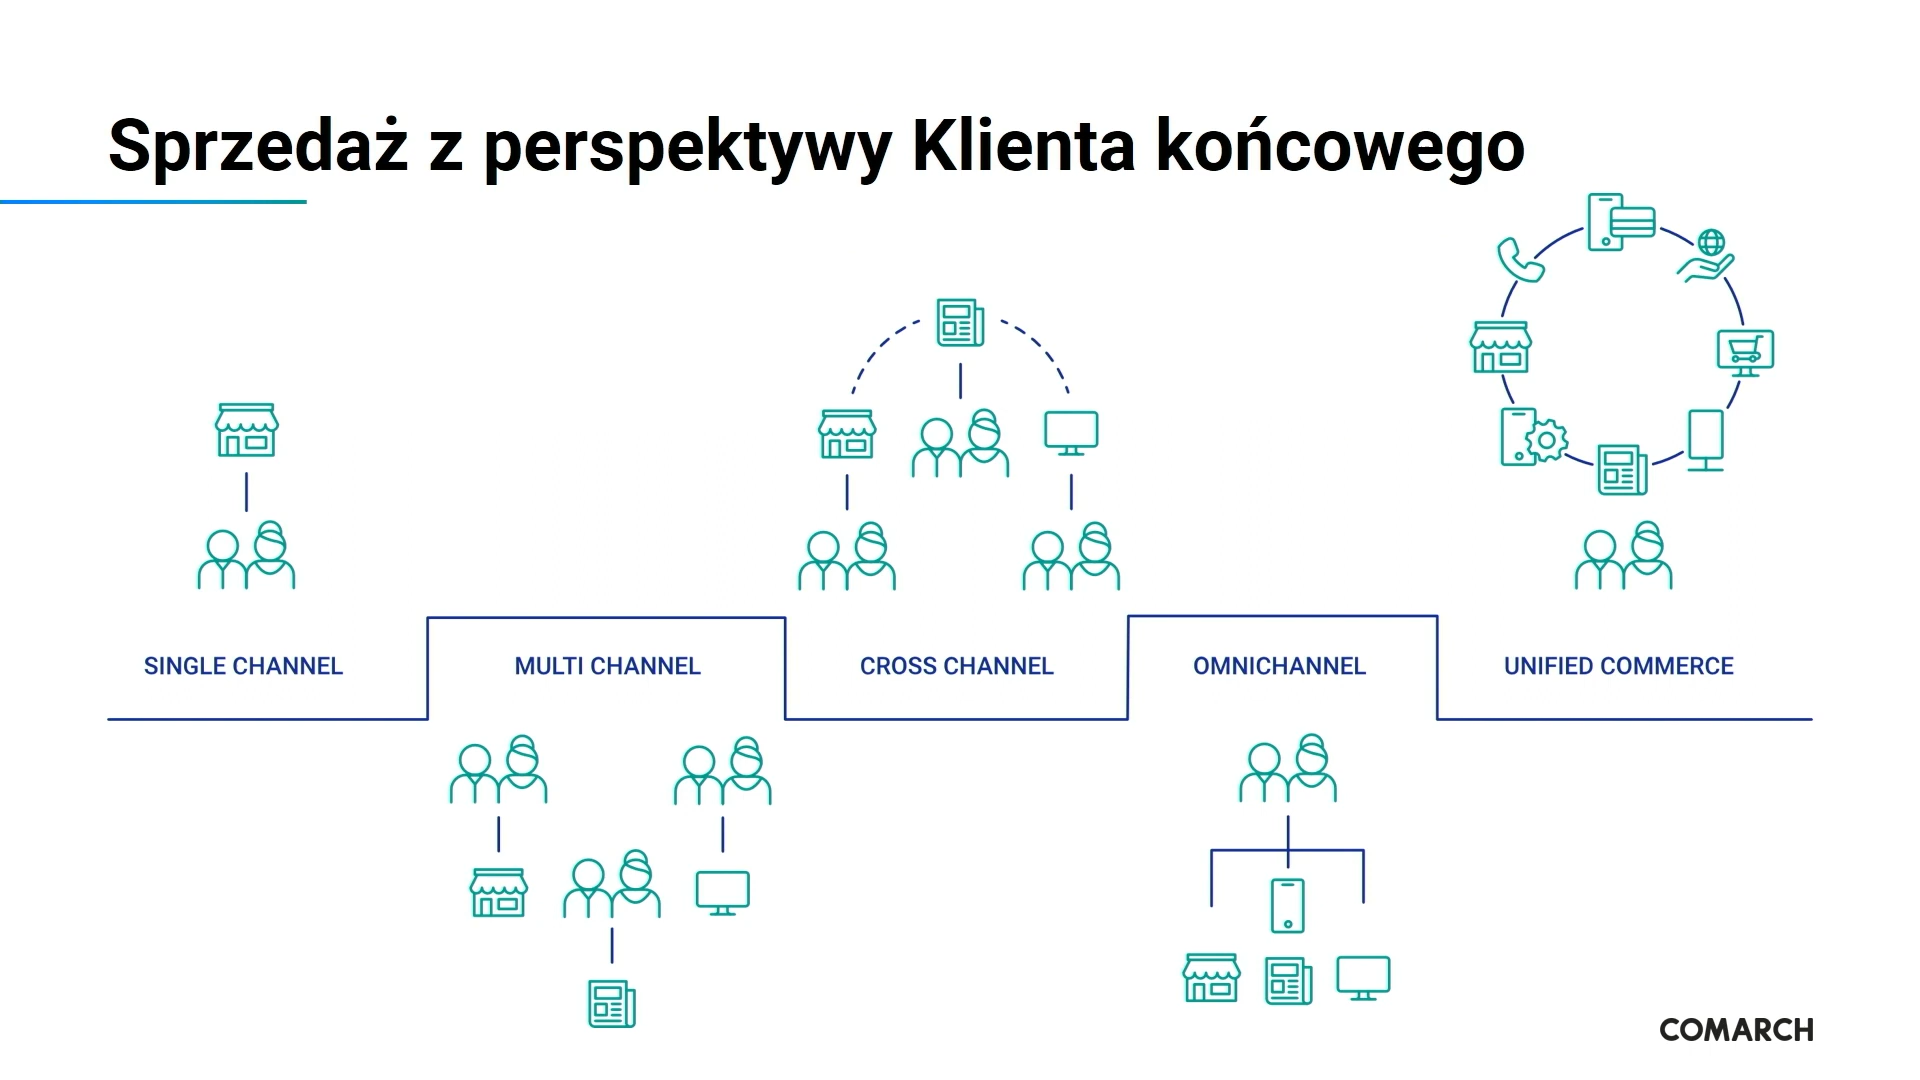 Sprzedaż z perspektywy Klienta końcowego
SINGLE CHANNEL
MULTI CHANNEL
CROSS CHANNEL
OMNICHANNEL
UNIFIED COMMERCE
COMARCH